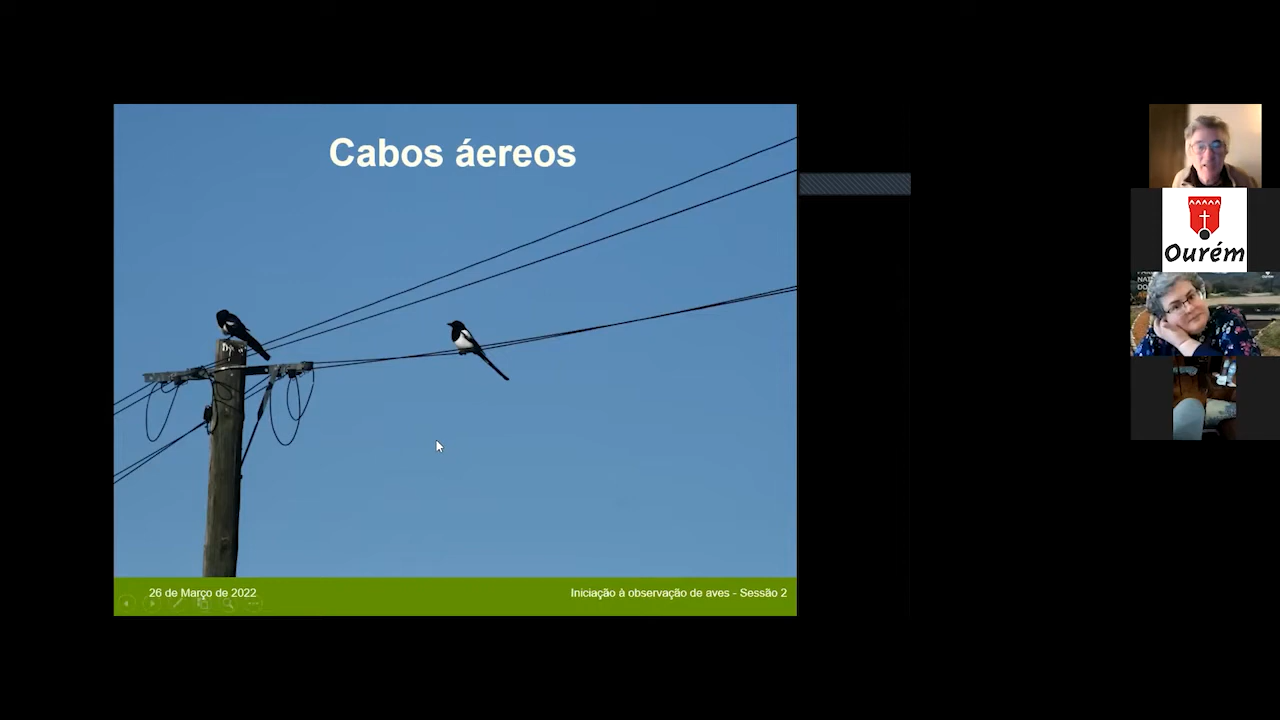 Cabos áereos
26 de Março de 2022
Iniciação à observação de aves - Sessão 2
Ourém